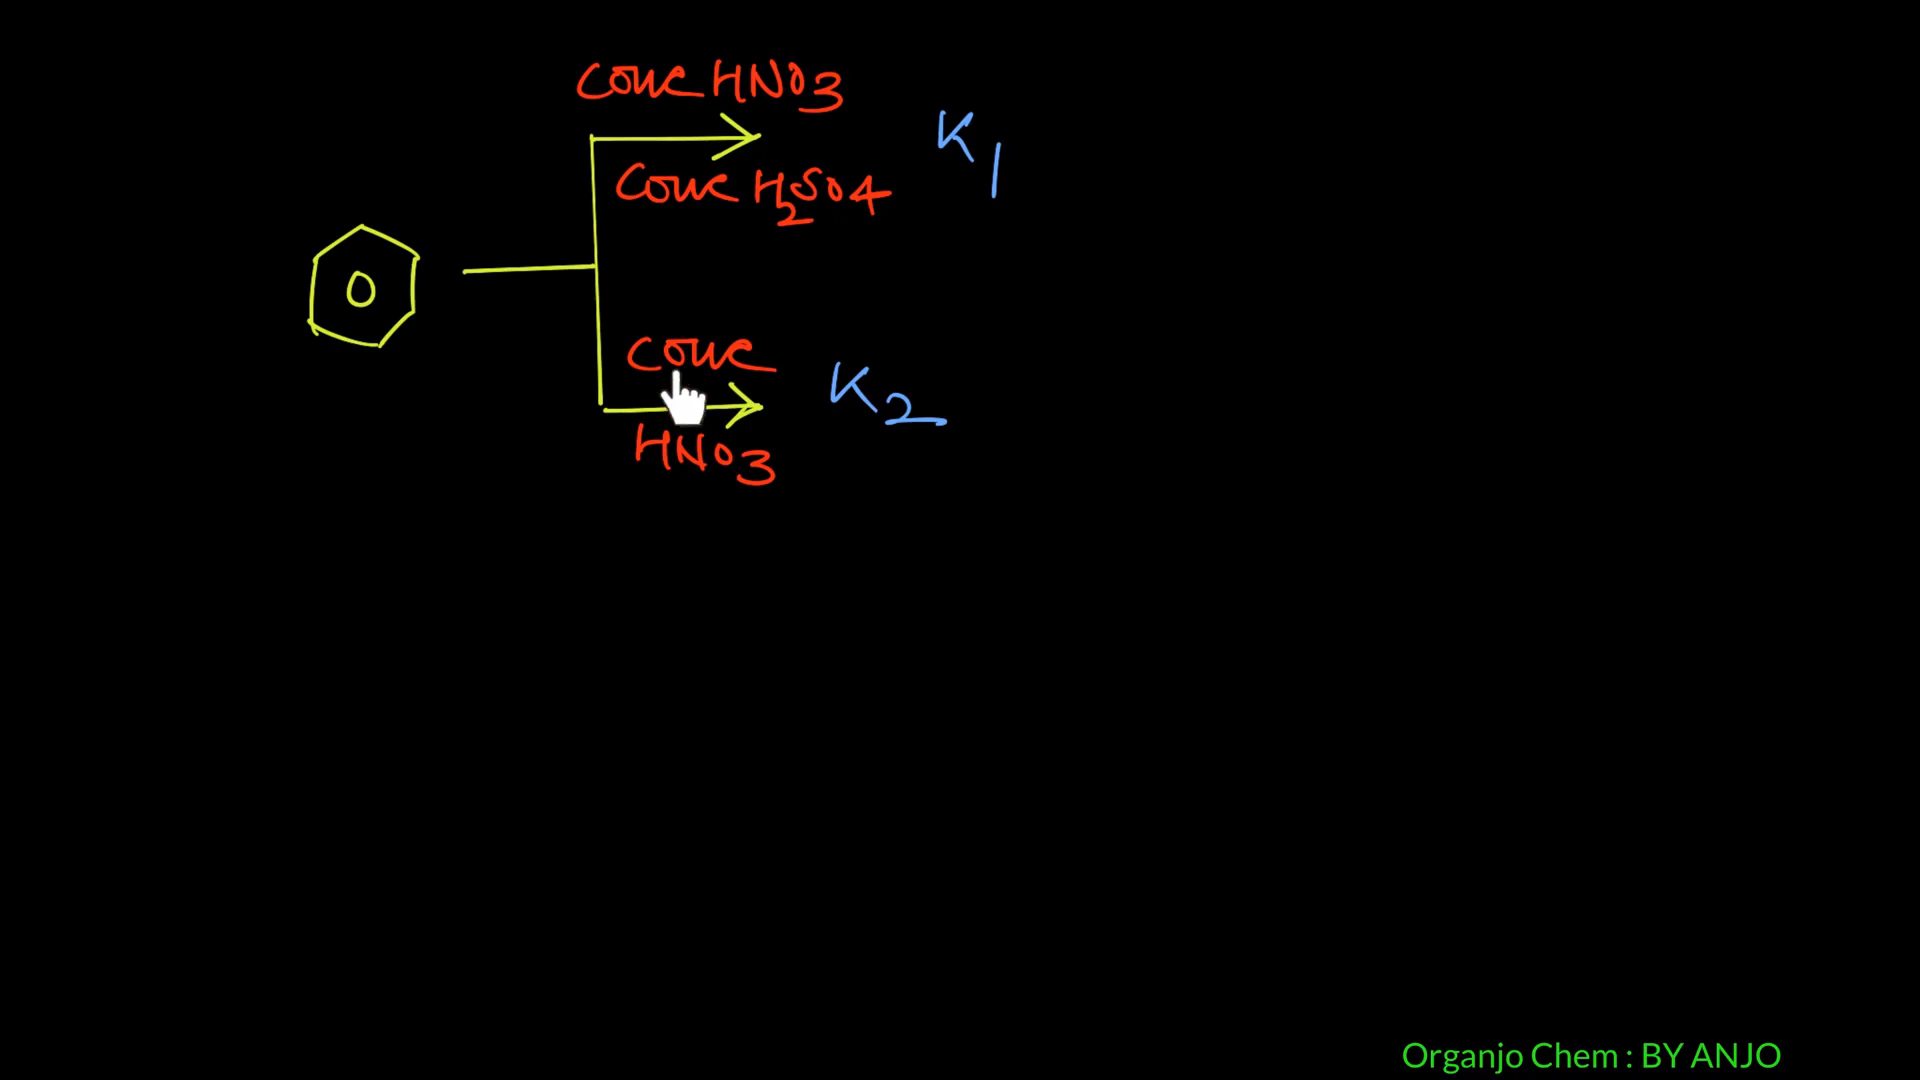 Conc HNO3
K1
Conc H2SO4
Conc
K2
HNO3
Organjo Chem : BY ANJO